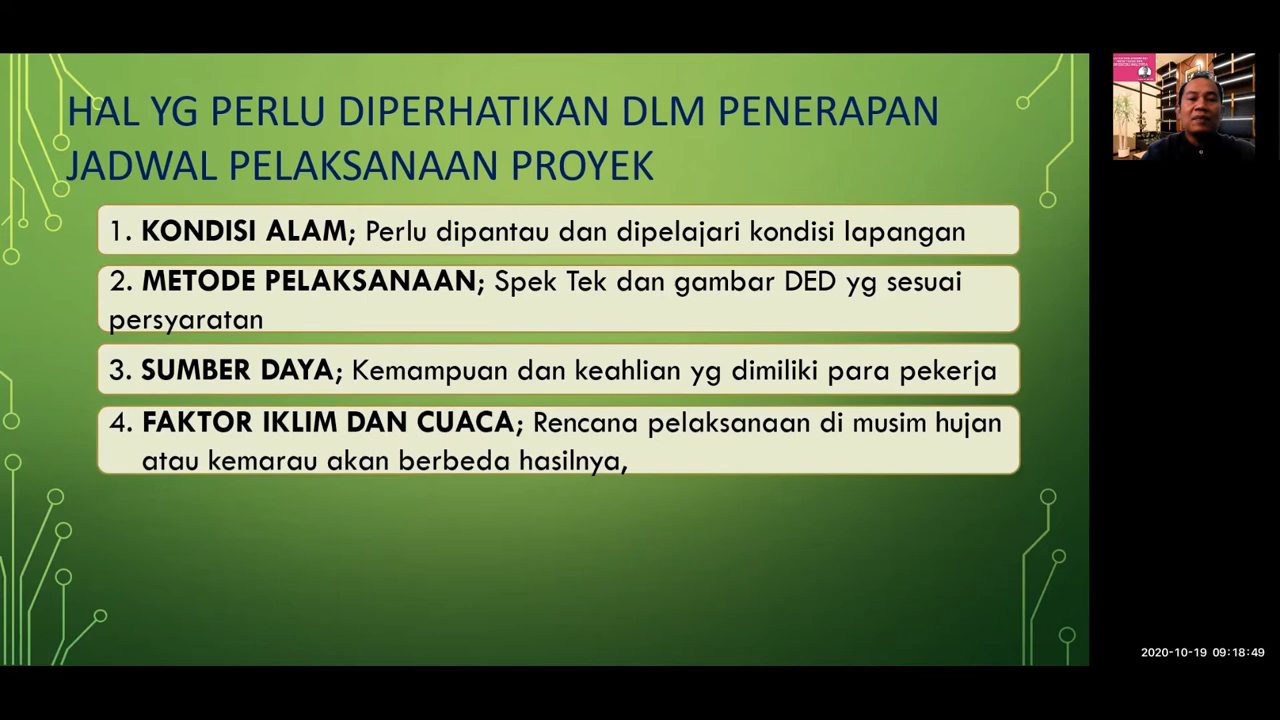 HAL YG PERLU DIPERHATIKAN DLM PENERAPAN
JADWAL PELAKSANAAN PROYEK
1. KONDISI ALAM; Perlu dipantau dan dipelajari kondisi lapangan
2. METODE PELAKSANAAN; Spek Tek dan gambar DED yg sesuai
persyaratan
3. SUMBER DAYA; Kemampuan dan keahlian yg dimiliki para pekerja
4. FAKTOR IKLIM DAN CUACA; Rencana pelaksanaan di musim hujan
atau kemarau akan berbeda hasilnya,
2020-10-19 09:18:49